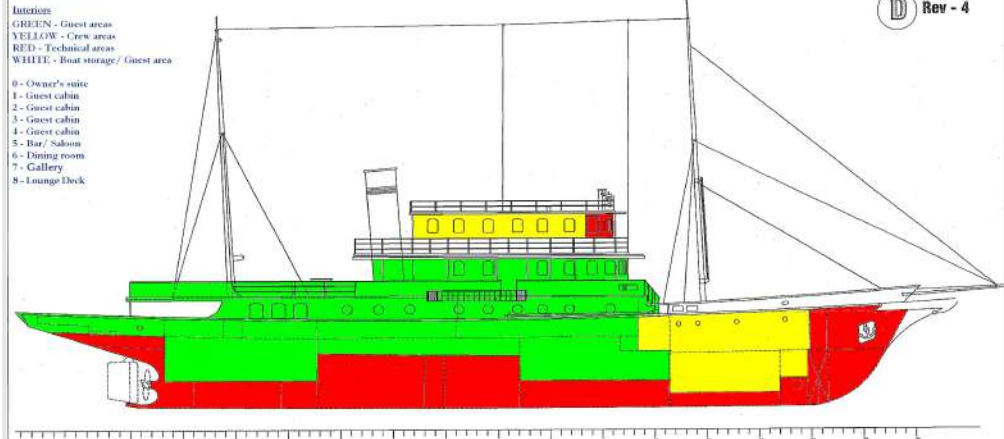 Interiors
GREEN - Guest areas
YELLOW - Crew areas
RED - Technical areas
WHITE - Boat storage/ Guest area
0 - Owner's suite
1 - Guest cabin
2 - Guest cabin
3 - Guest cabin
4 - Guest cabin
5 - Bar/ Saloon
6 - Dining room
7 - Gallery
8 - Lounge Deck
D Rev - 4